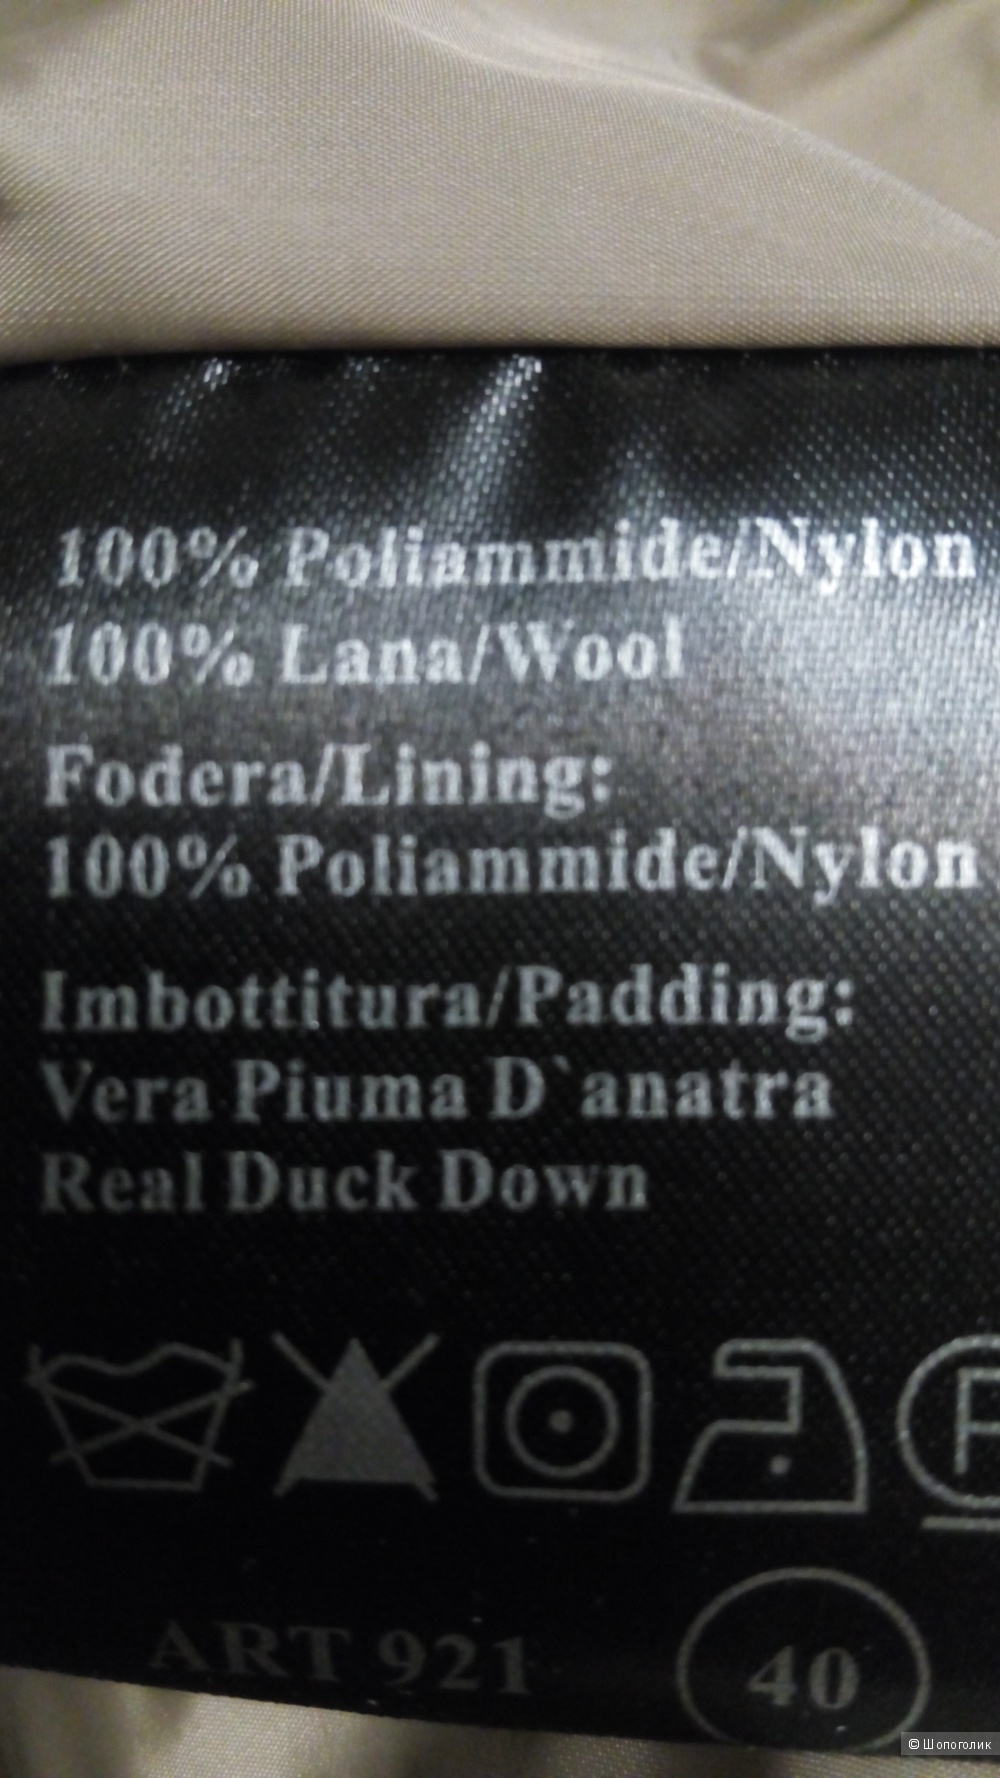 100% Poliammide/Nylon
100% Lana/Wool
Fodera/Lining:
100% Poliammide/Nylon
Imbottitura/Padding:
Vera Piuma D`anatra
Real Duck Down
F
ART 921
40
© Шопоголик